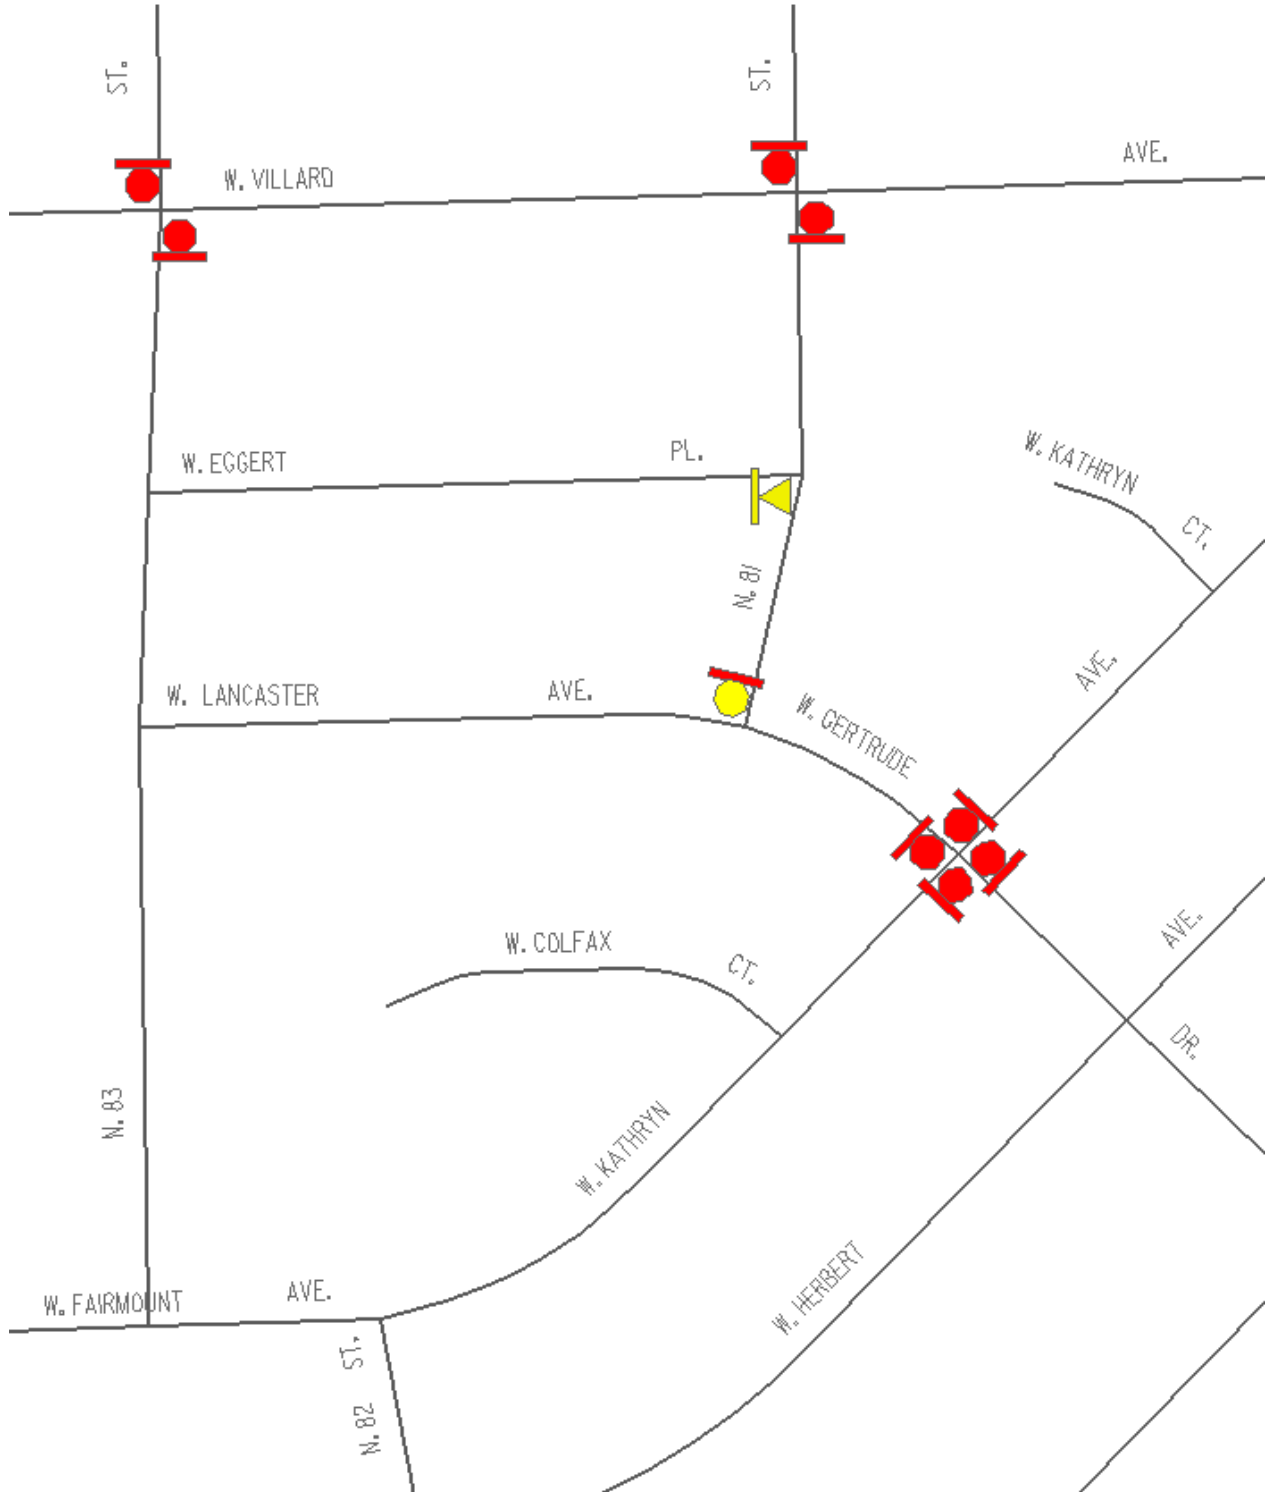 ST.
ST.
W. VILLARD
AVE.
W. EGGERT
PL.
W. KATHRYN
CT.
N. 81
W. LANCASTER
AVE.
W. GERTRUDE
AVE.
W. COLFAX
CT.
AVE.
DR.
N. 83
W. KATHRYN
W. HERBERT
W. FAIRMOUNT
AVE.
ST.
N. 82